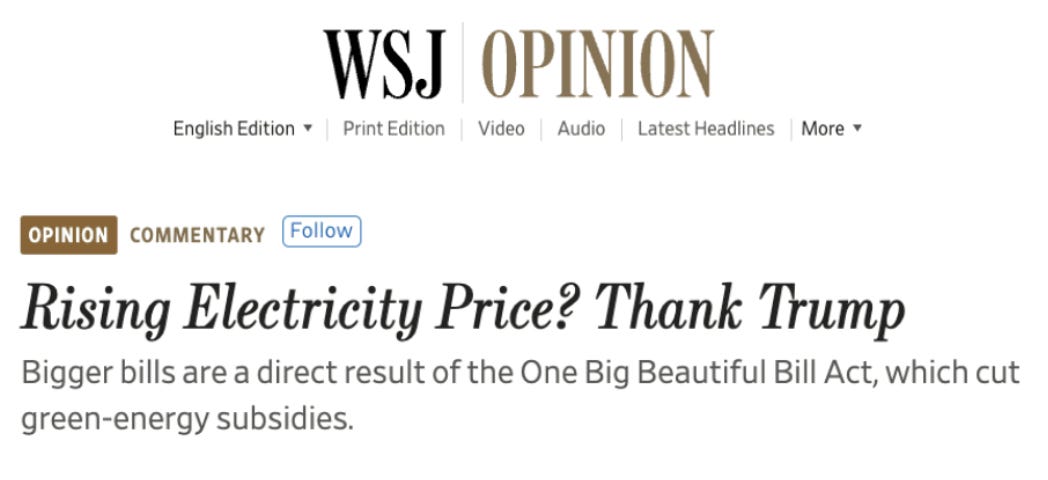 WSJ OPINION
English Edition Print Edition Video Audio Latest Headlines More
OPINION COMMENTARY Follow
Rising Electricity Price? Thank Trump
Bigger bills are a direct result of the One Big Beautiful Bill Act, which cut
green-energy subsidies.